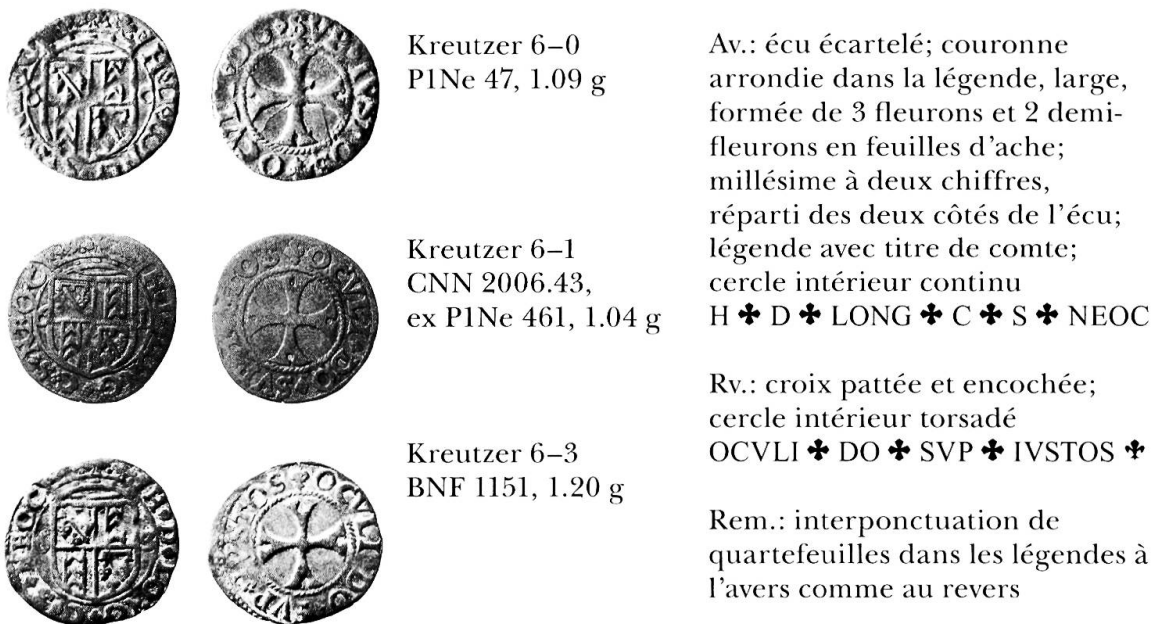 Kreutzer 6–0
P1Ne 47, 1.09 g
Kreutzer 6–1
CNN 2006.43,
ex P1Ne 461, 1.04 g
Kreutzer 6–3
BNF 1151, 1.20 g
Av.: écu écartelé; couronne
arrondie dans la légende, large,
formée de 3 fleurons et 2 demi-
fleurons en feuilles d'ache;
millésime à deux chiffres,
réparti des deux côtés de l'écu;
légende avec titre de comte;
cercle intérieur continu
H ✤ D ✤ LONG ✤ C ✤ S ✤ NEOC
Rv.: croix pattée et encochée;
cercle intérieur torsadé
OCVLI ✤ DO ✤ SVP ✤ IVSTOS ⚜
Rem.: interponctuation de
quartefeuilles dans les légendes à
l'avers comme au revers